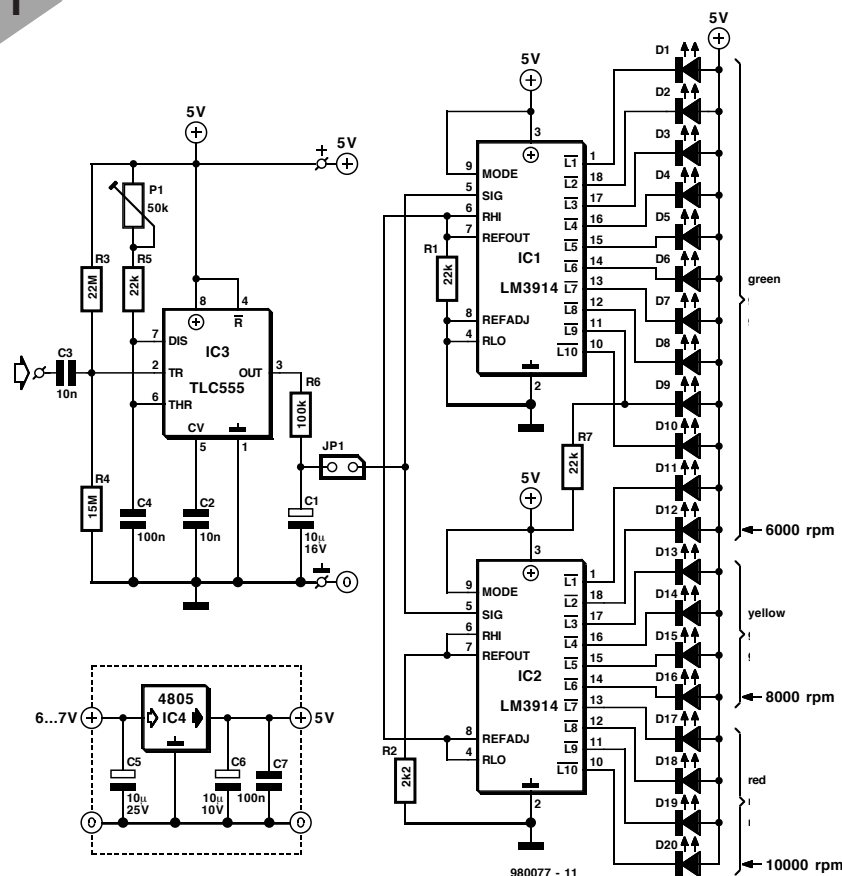 5V
D1
D2
D3
D4
D5
D6
D7
D8
D9
D10
D11
D12
D13
D14
D15
D16
D17
D18
D19
D20
green
6000 rpm
yellow
8000 rpm
red
10000 rpm
5V
+ 5V
P1
50k
R3
22M
R5
22k
8
4
R
7 DIS
IC3
2 TR
OUT 3
TLC555
6 THR
CV
5
1
C3
10n
R4
15M
C4
100n
C2
10n
R6
100k
JP1
C1
10µ
16V
0
5V
3
9 MODE
5 SIG
6 RHI
7 REFOUT
IC1
LM3914
8 REFADJ
4 RLO
2
L1 1
L2 18
L3 17
L4 16
L5 15
L6 14
L7 13
L8 12
L9 11
L10 10
R1
22k
R7
22k
5V
3
9 MODE
5 SIG
6 RHI
7 REFOUT
IC2
LM3914
8 REFADJ
4 RLO
2
L1 1
L2 18
L3 17
L4 16
L5 15
L6 14
L7 13
L8 12
L9 11
L10 10
R2
2k2
6...7V
4805
IC4
5V
C5
10µ
25V
C6
10µ
10V
C7
100n
0
0
980077 - 11